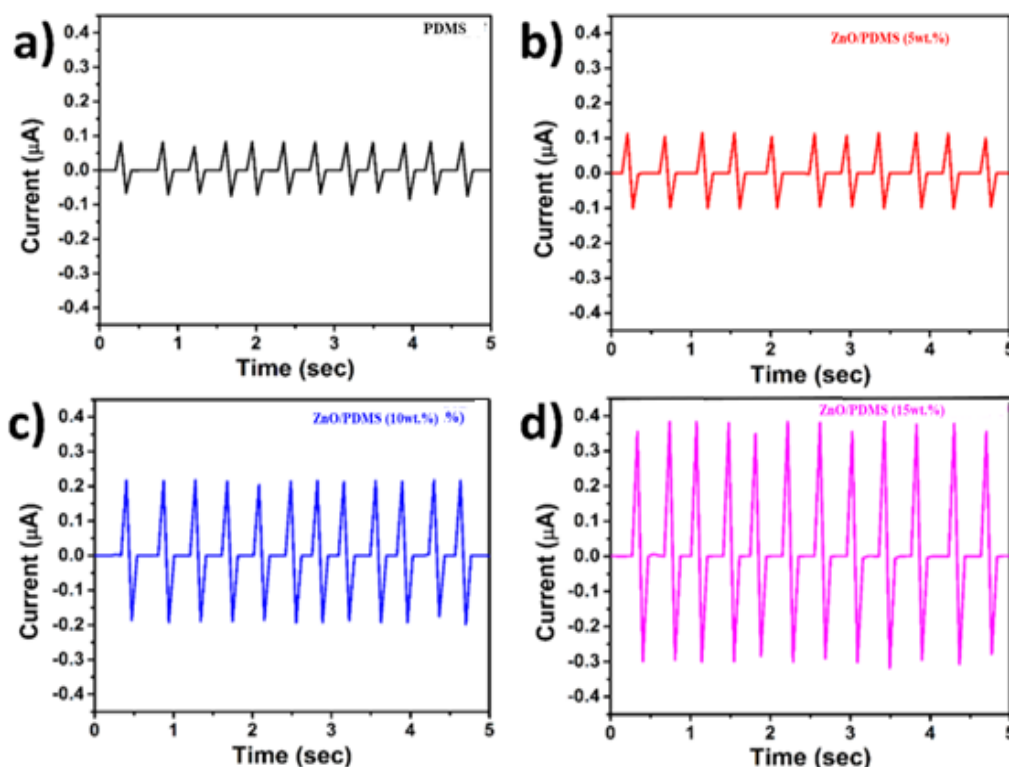 a)
PDMS
0.4
0.3
0.2
0.1
0.0
-0.1
-0.2
-0.3
-0.4
Current (μA)
0 1 2 3 4 5
Time (sec)
b)
ZnO/PDMS (5wt.%)
0.4
0.3
0.2
0.1
0.0
-0.1
-0.2
-0.3
-0.4
Current (μA)
0 1 2 3 4 5
Time (sec)
c)
ZnO/PDMS (10wt.%) %)
0.4
0.3
0.2
0.1
0.0
-0.1
-0.2
-0.3
-0.4
Current (μA)
0 1 2 3 4 5
Time (sec)
d)
ZnO/PDMS (15wt.%)
0.4
0.3
0.2
0.1
0.0
-0.1
-0.2
-0.3
-0.4
Current (μA)
0 1 2 3 4 5
Time (sec)